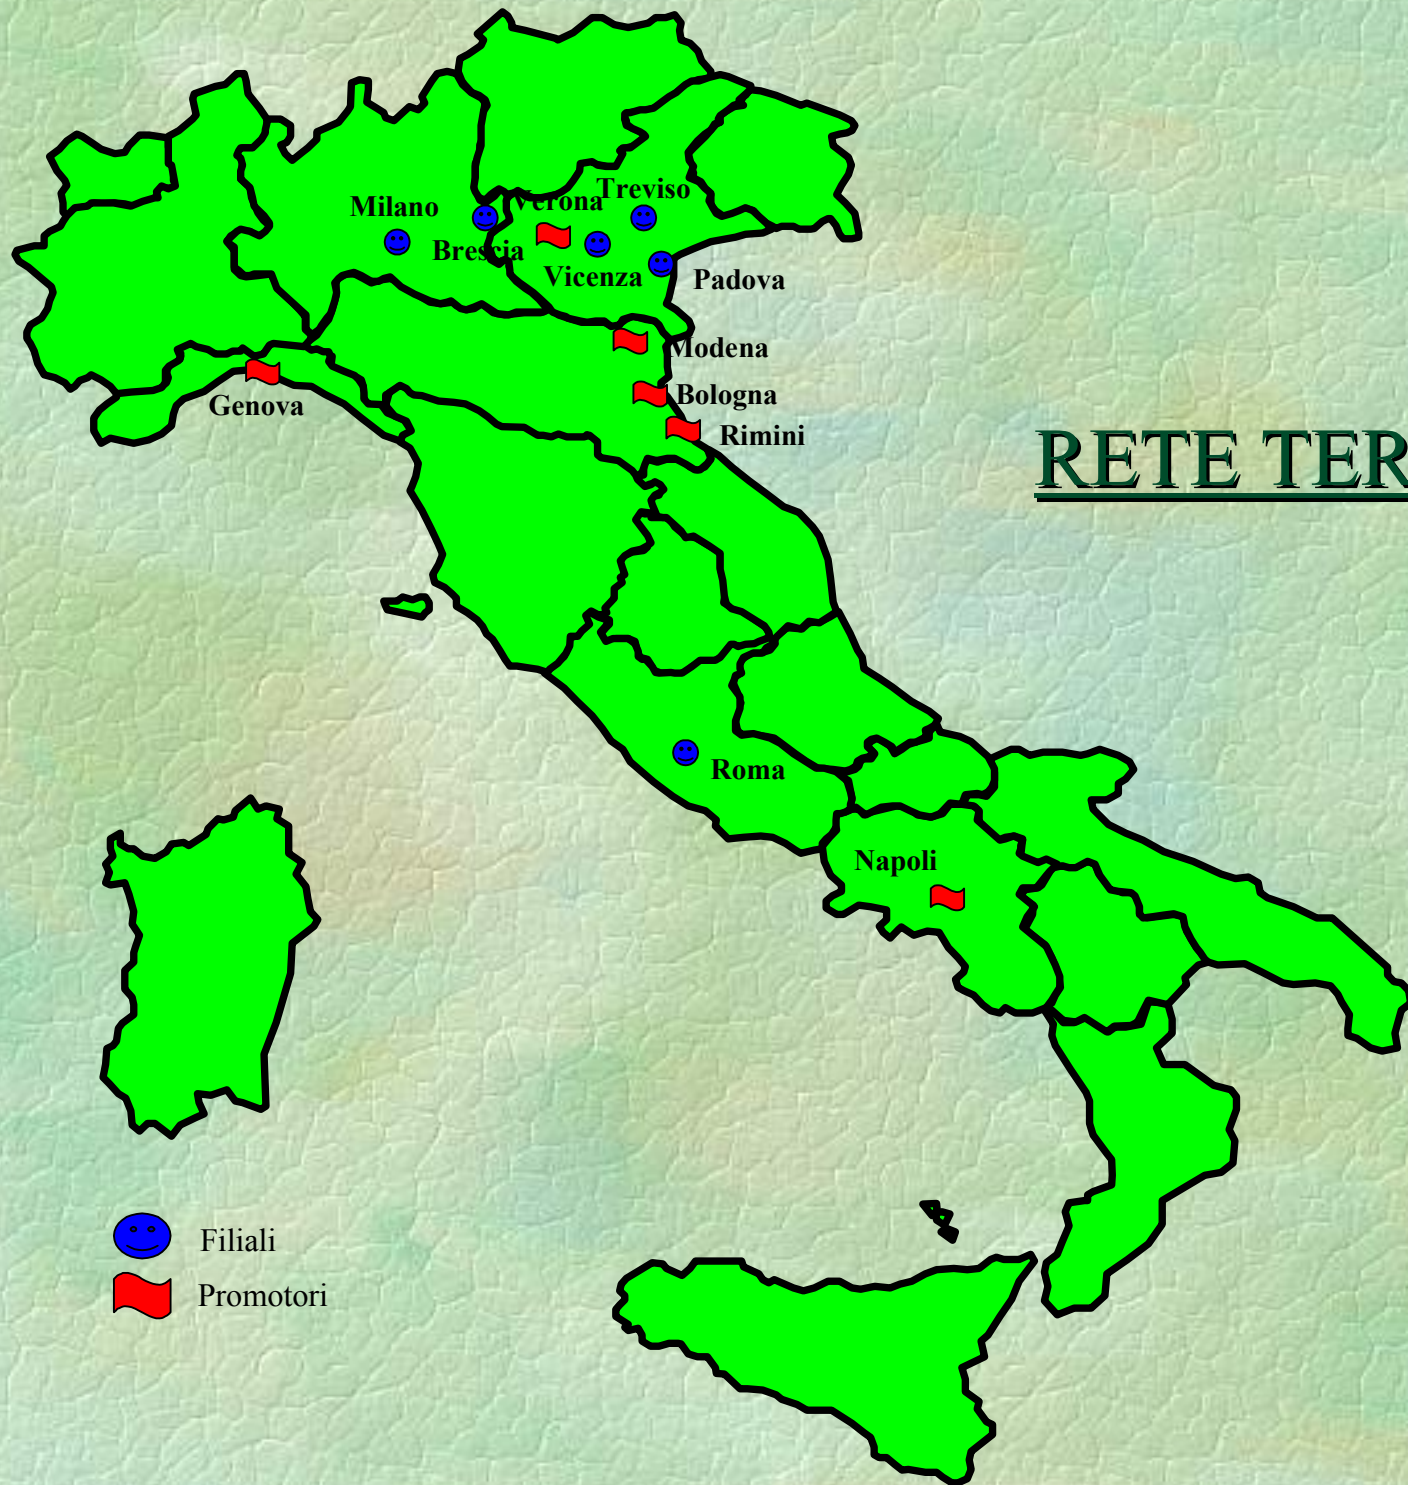 Treviso
Verona
Milano
Brescia
Vicenza
Padova
Modena
Bologna
Genova
Rimini
RETE TER
Roma
Napoli
Filiali
Promotori